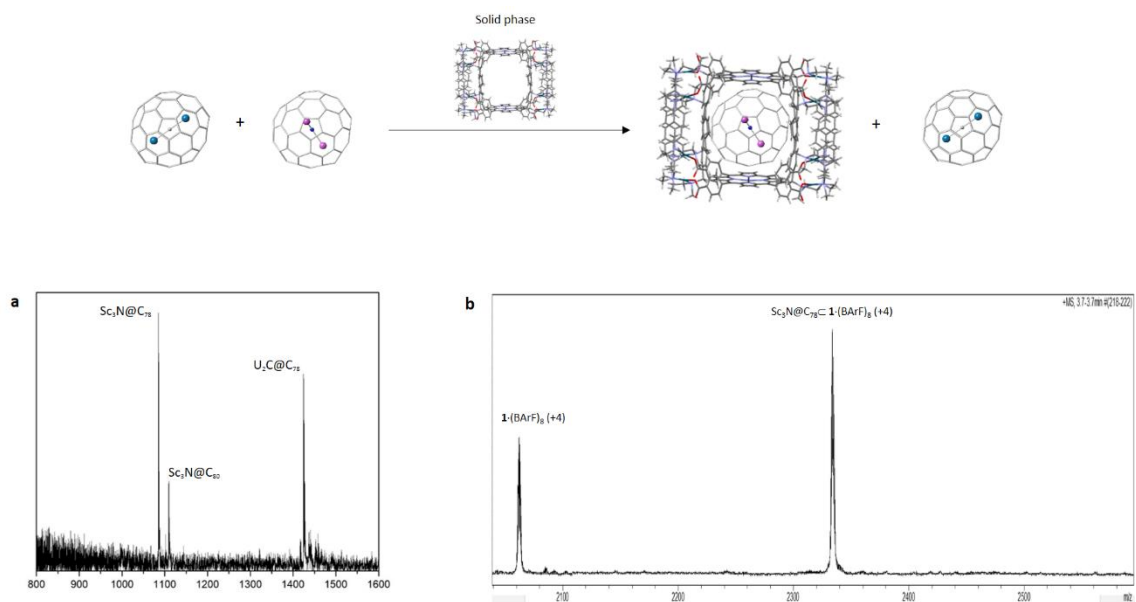 Solid phase
+
+
a
Sc₃N@C₇₈
U₂C@C₇₈
Sc₃N@C₈₀
800 900 1000 1100 1200 1300 1400 1500 1600
b
+MS, 3.7-3.7min #(218-222)
Sc₃N@C₇₈⊂ 1·(BArF)₈ (+4)
1·(BArF)₈ (+4)
2100 2200 2300 2400 2500 m/z